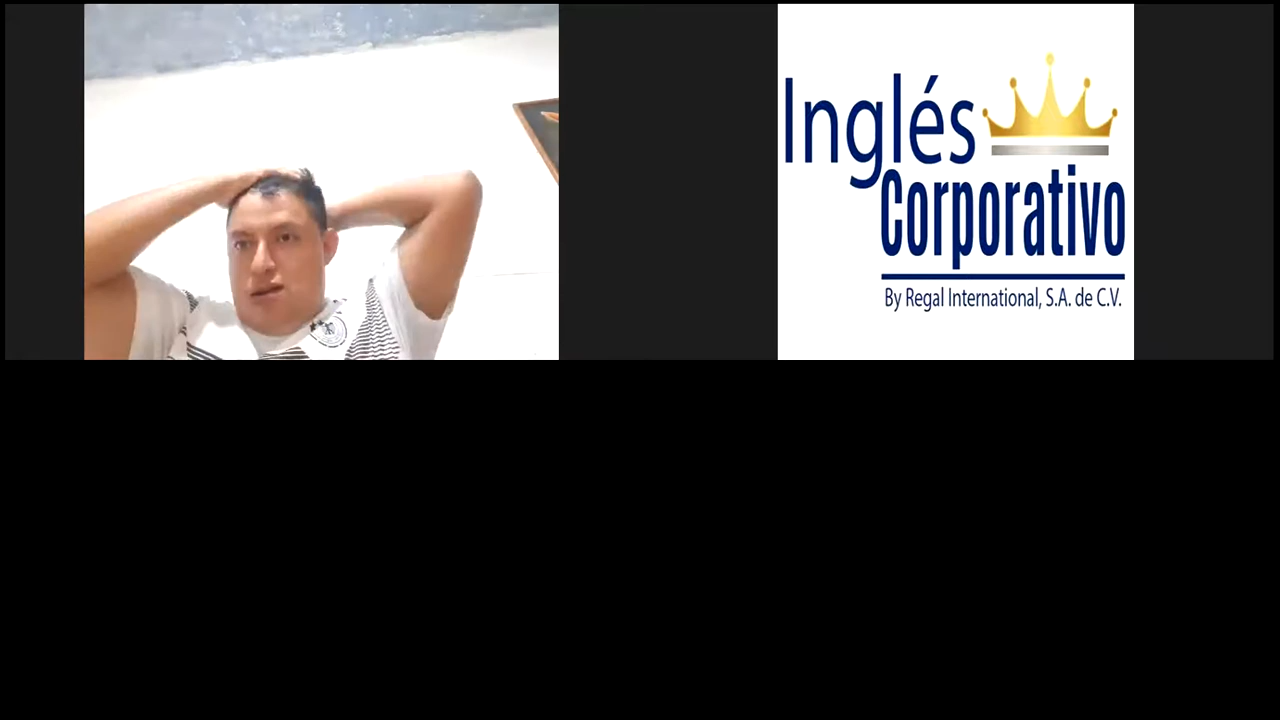 Inglés
Corporativo
By Regal International, S.A. de C.V.